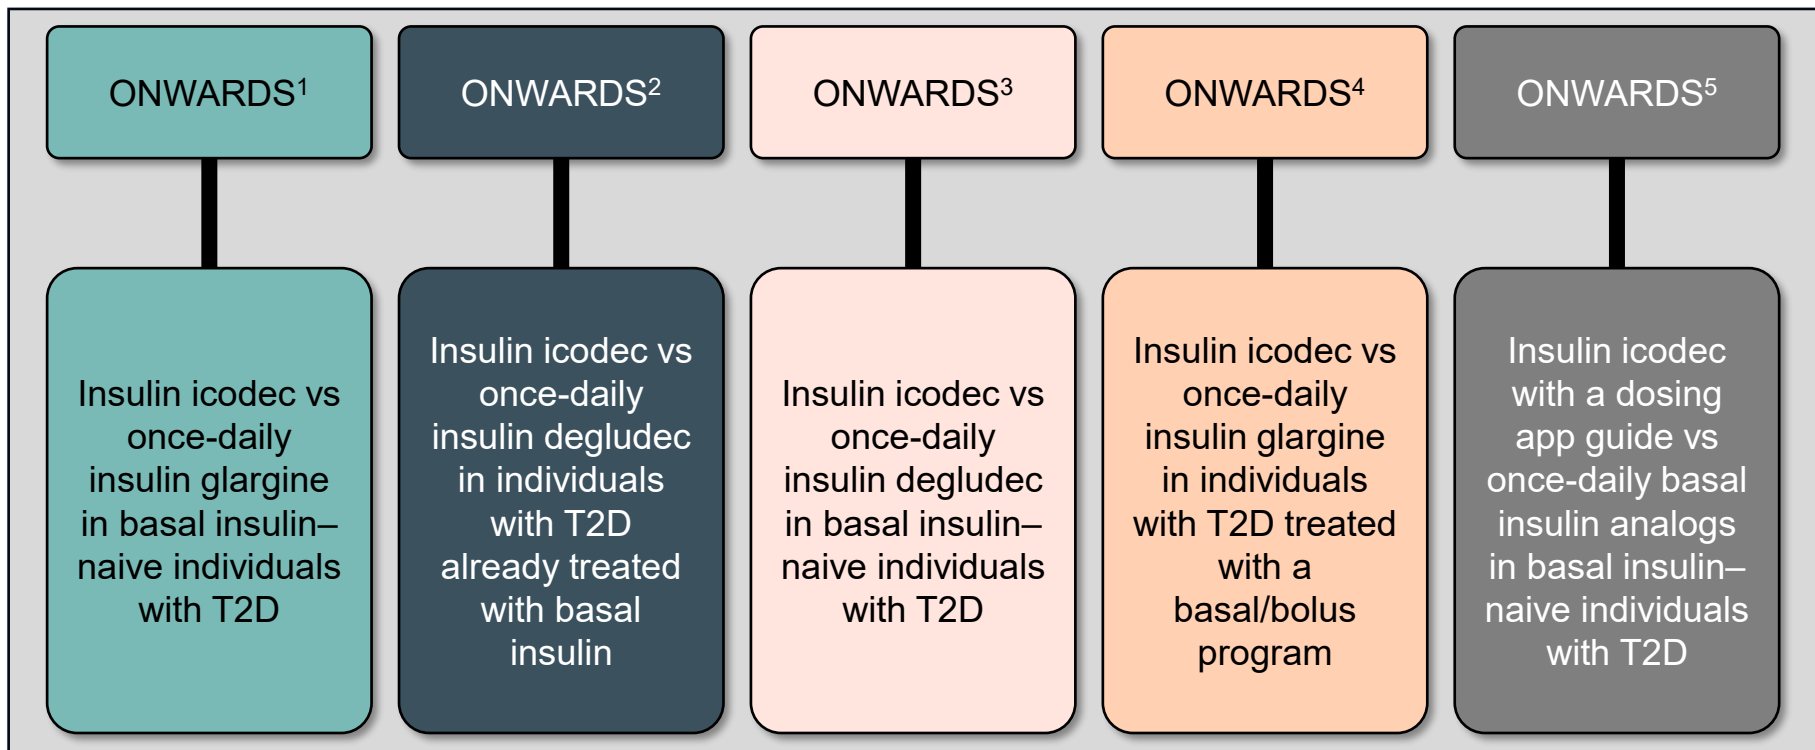 ONWARDS¹
ONWARDS²
ONWARDS³
ONWARDS⁴
ONWARDS⁵
Insulin icodec vs
once-daily
insulin glargine
in basal insulin–
naive individuals
with T2D
Insulin icodec vs
once-daily
insulin degludec
in individuals
with T2D
already treated
with basal
insulin
Insulin icodec vs
once-daily
insulin degludec
in basal insulin–
naive individuals
with T2D
Insulin icodec vs
once-daily
insulin glargine
in individuals
with T2D treated
with a
basal/bolus
program
Insulin icodec
with a dosing
app guide vs
once-daily basal
insulin analogs
in basal insulin–
naive individuals
with T2D